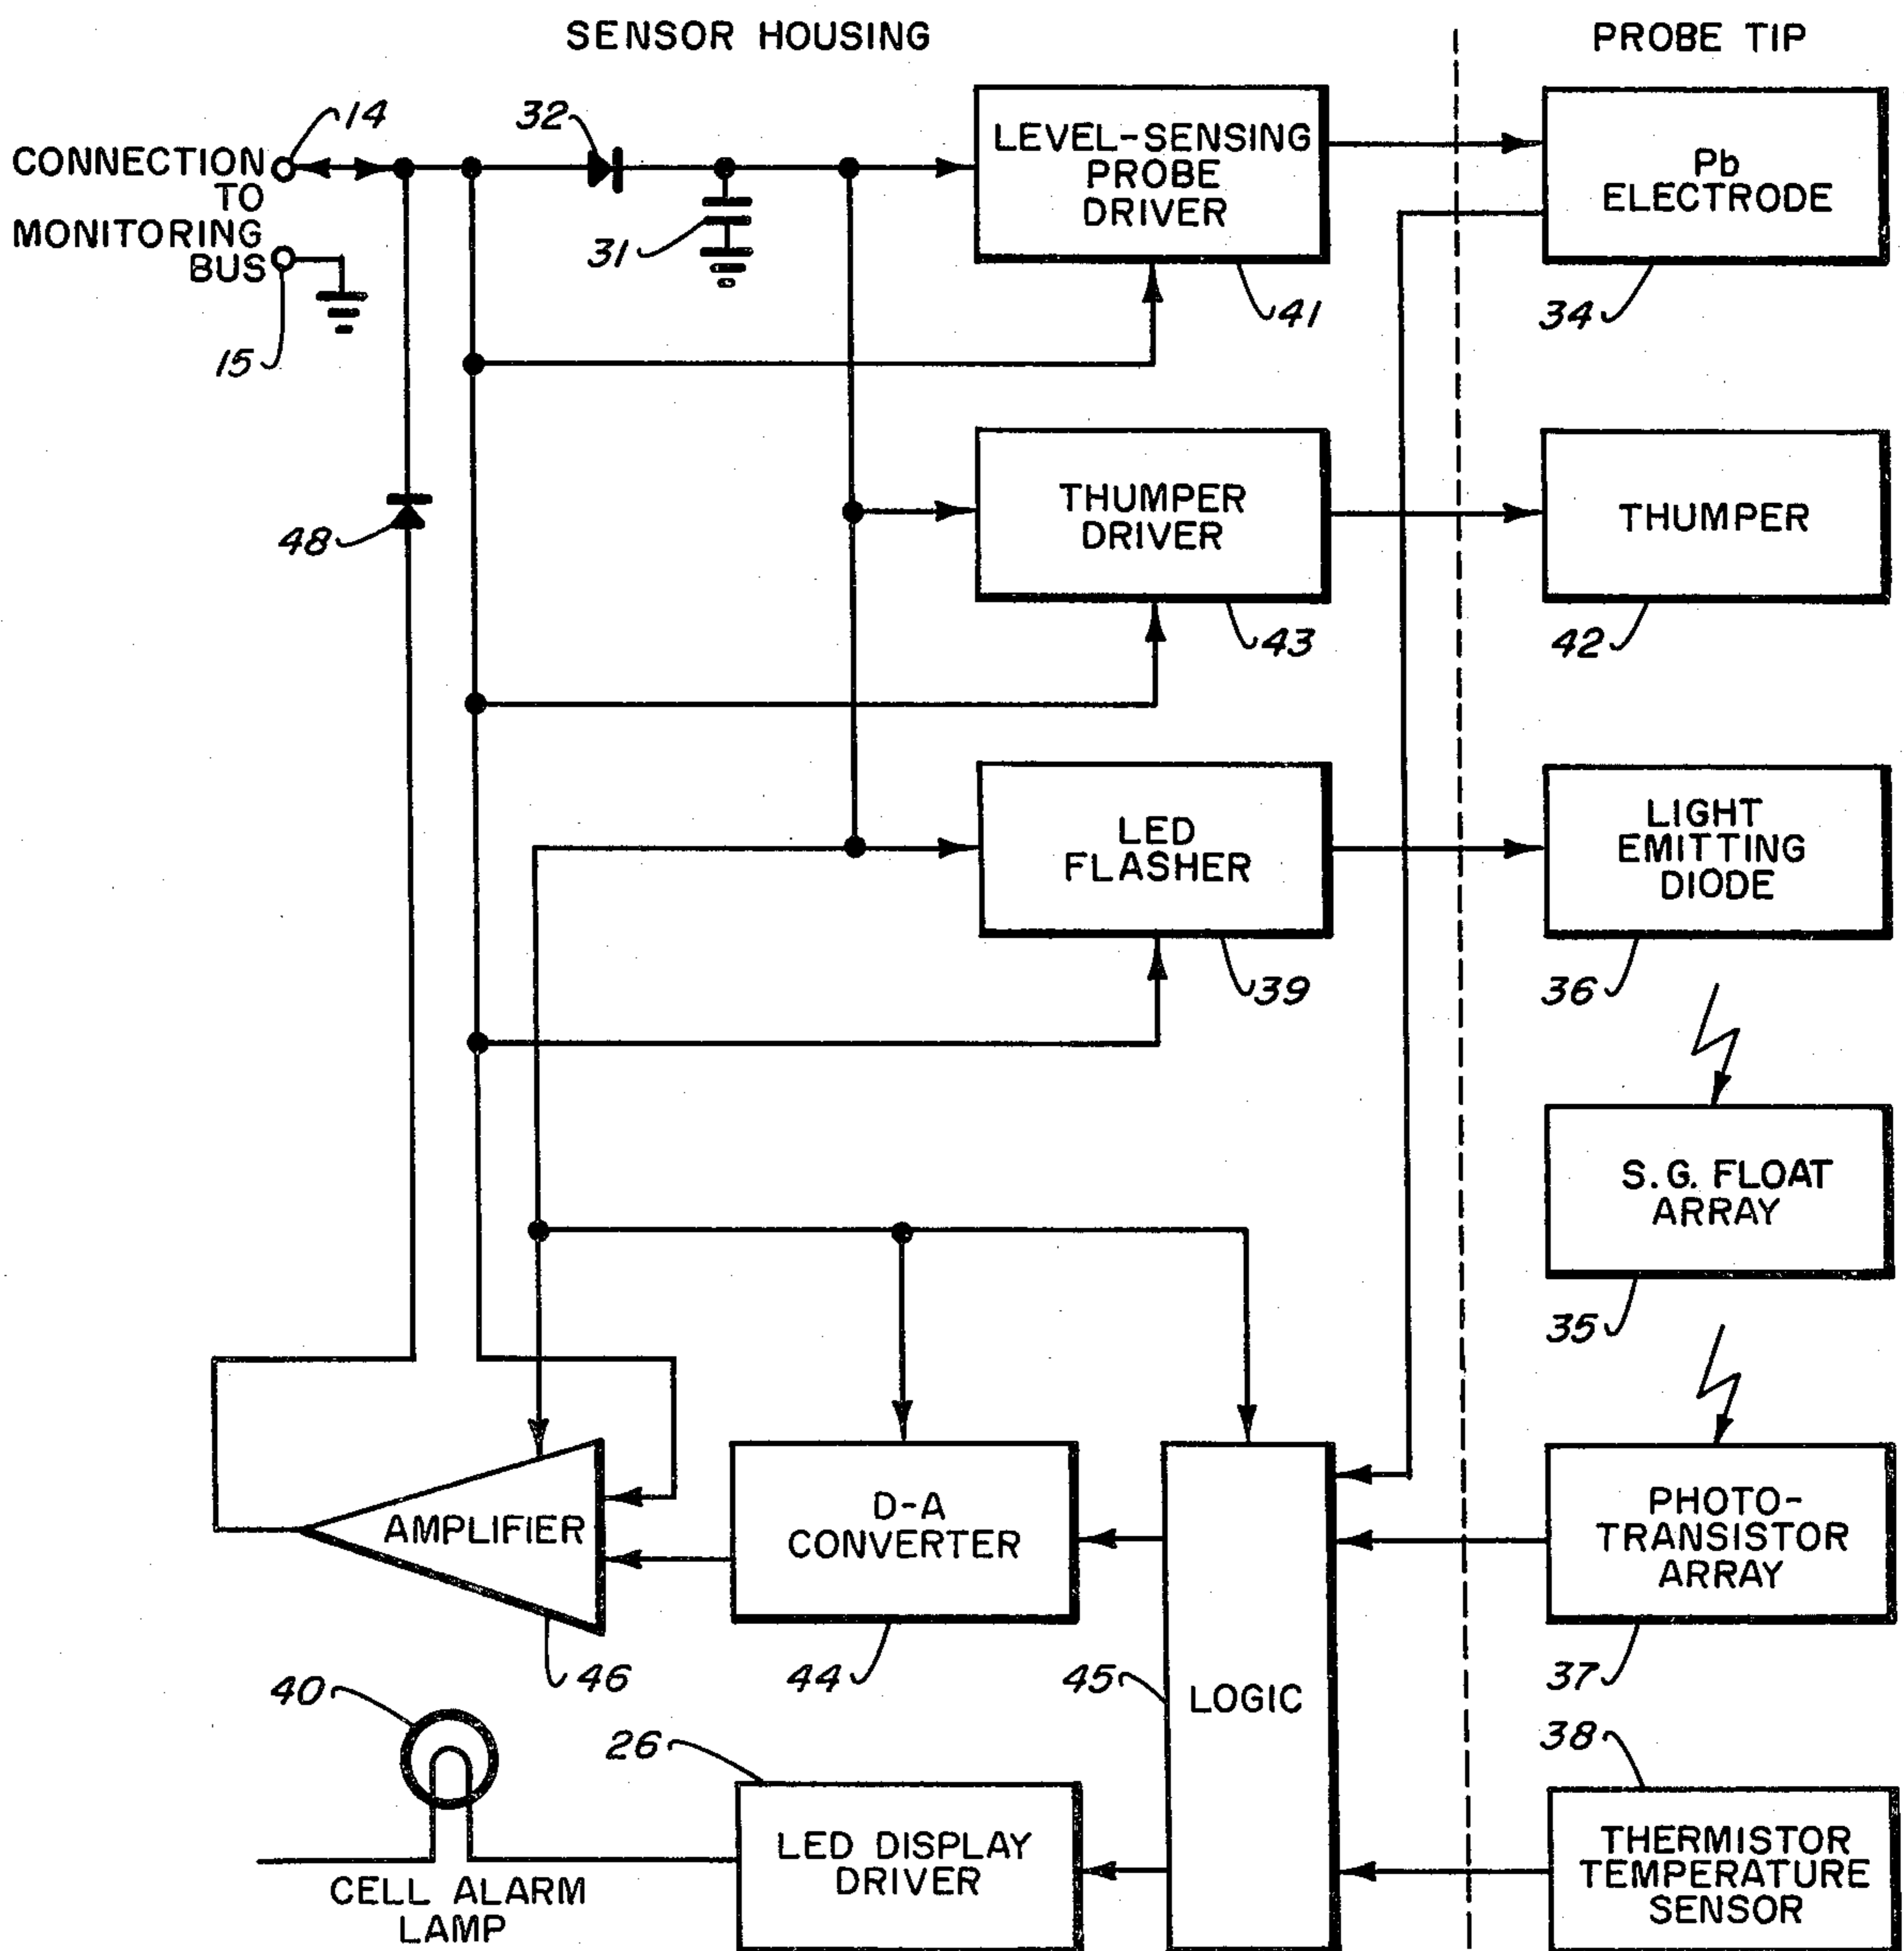 SENSOR HOUSING
PROBE TIP
14
32
CONNECTION
TO
MONITORING
BUS
15
31
LEVEL-SENSING
PROBE
DRIVER
41
Pb
ELECTRODE
34
48
THUMPER
DRIVER
43
THUMPER
42
LED
FLASHER
39
LIGHT
EMITTING
DIODE
36
S.G. FLOAT
ARRAY
35
AMPLIFIER
46
D-A
CONVERTER
44
45
LOGIC
PHOTO-
TRANSISTOR
ARRAY
37
40
CELL ALARM
LAMP
26
LED DISPLAY
DRIVER
38
THERMISTOR
TEMPERATURE
SENSOR